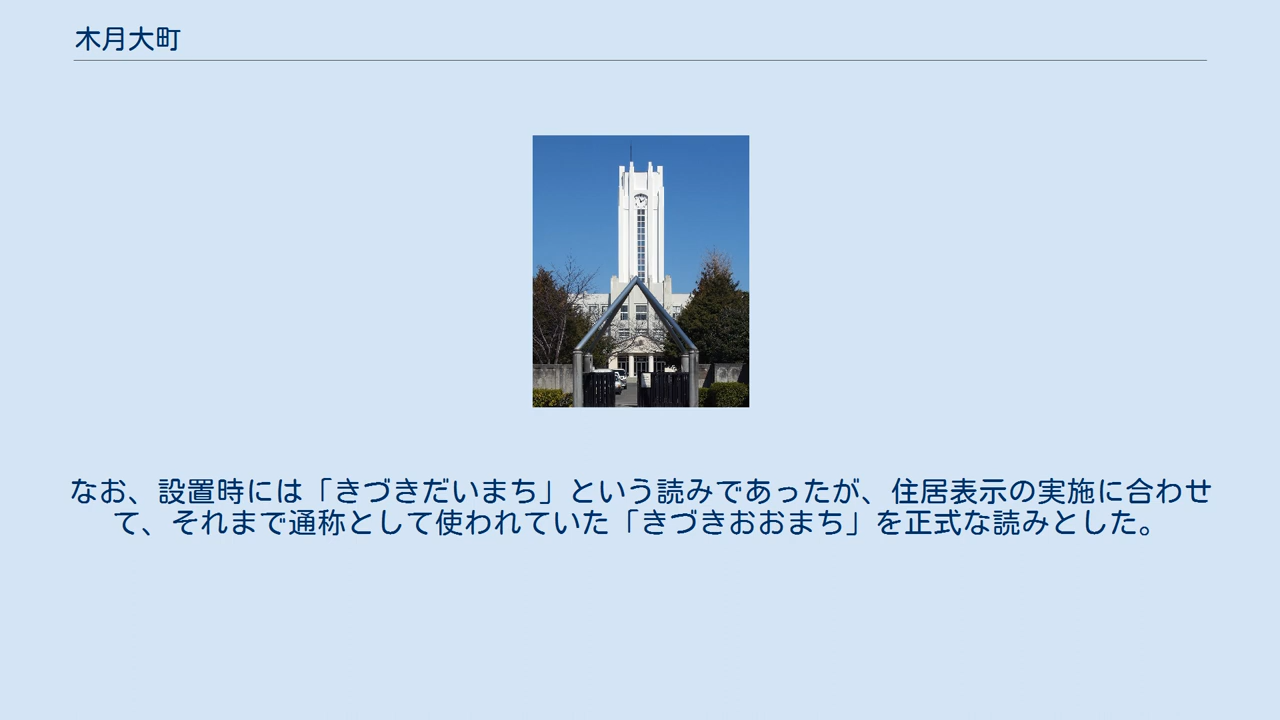 木月大町
なお、設置時には「きづきだいまち」という読みであったが、住居表示の実施に合わせ
て、それまで通称として使われていた「きづきおおまち」を正式な読みとした。